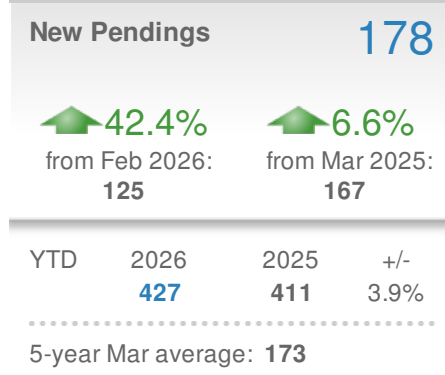 New Pendings 178
42.4% 6.6%
from Feb 2026: from Mar 2025:
125 167
YTD 2026 2025 +/-
427 411 3.9%
5-year Mar average: 173